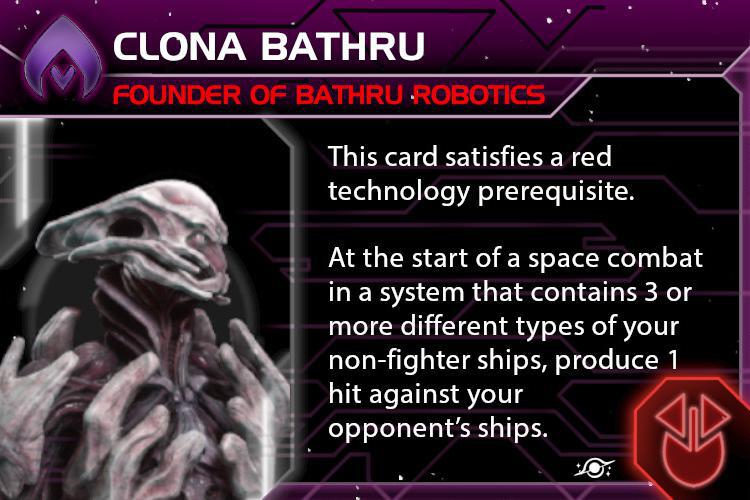 CLONA BATHRU
FOUNDER OF BATHRU ROBOTICS
This card satisfies a red
technology prerequisite.
At the start of a space combat
in a system that contains 3 or
more different types of your
non-fighter ships, produce 1
hit against your
opponent's ships.